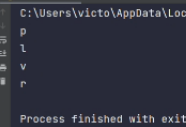 C:\Users\victo\AppData\Loc
p
l
v
r
Process finished with exit